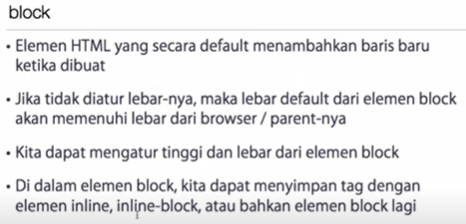 block
• Elemen HTML yang secara default menambahkan baris baru
ketika dibuat
• Jika tidak diatur lebar-nya, maka lebar default dari elemen block
akan memenuhi lebar dari browser / parent-nya
• Kita dapat mengatur tinggi dan lebar dari elemen block
• Di dalam elemen block, kita dapat menyimpan tag dengan
elemen inline, inline-block, atau bahkan elemen block lagi